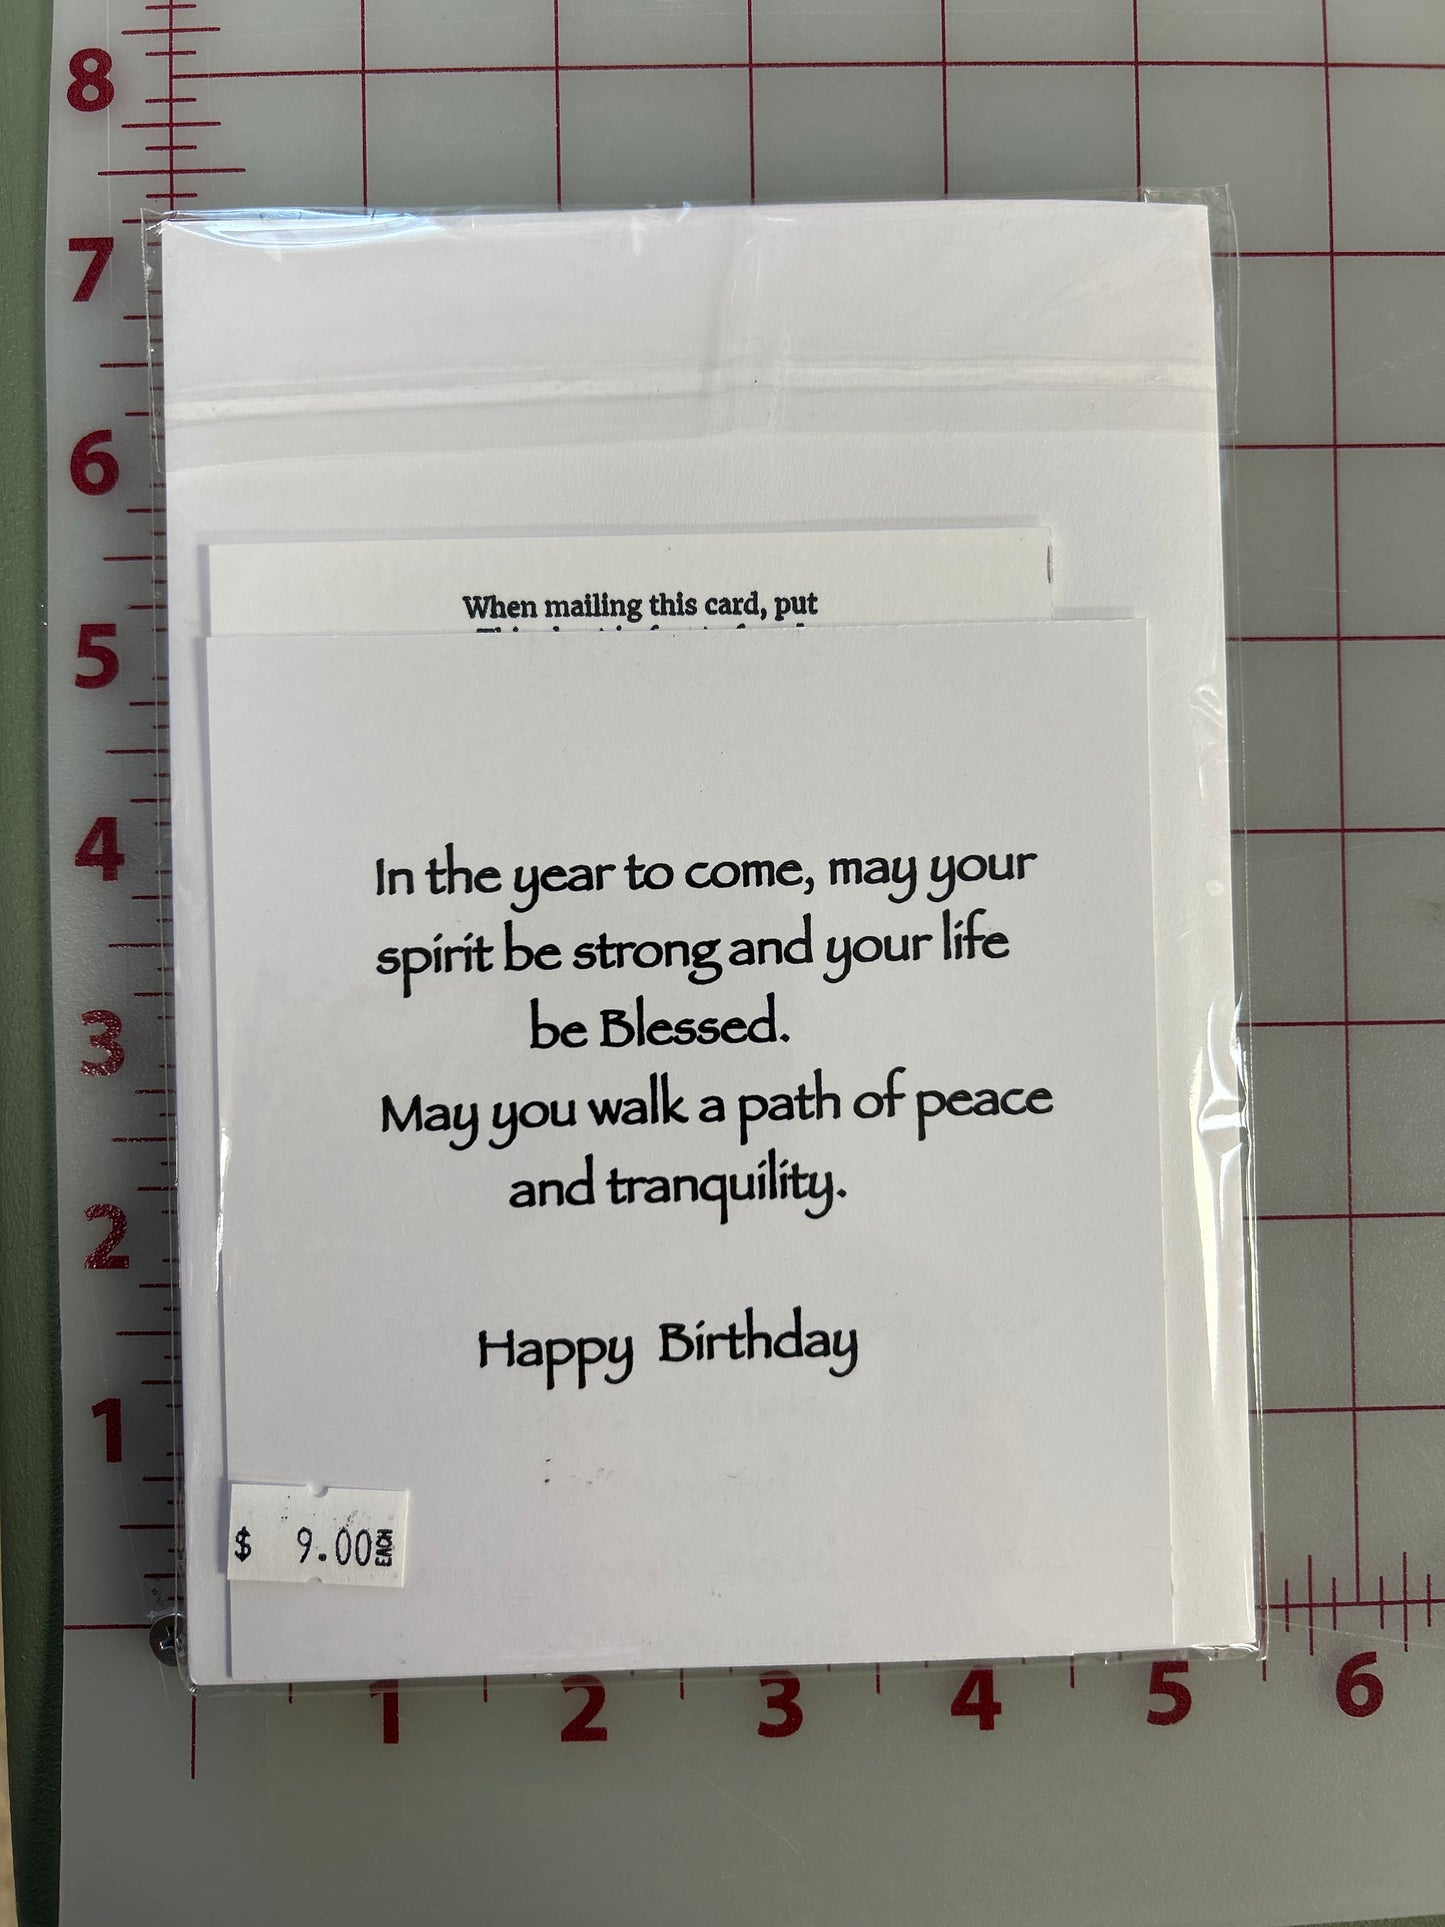 8
7
6
5
4
3
2
1
When mailing this card, put
In the year to come, may your
spirit be strong and your life
be Blessed.
May you walk a path of peace
and tranquility.
Happy Birthday
$ 9.00 EACH
1 2 3 4 5 6